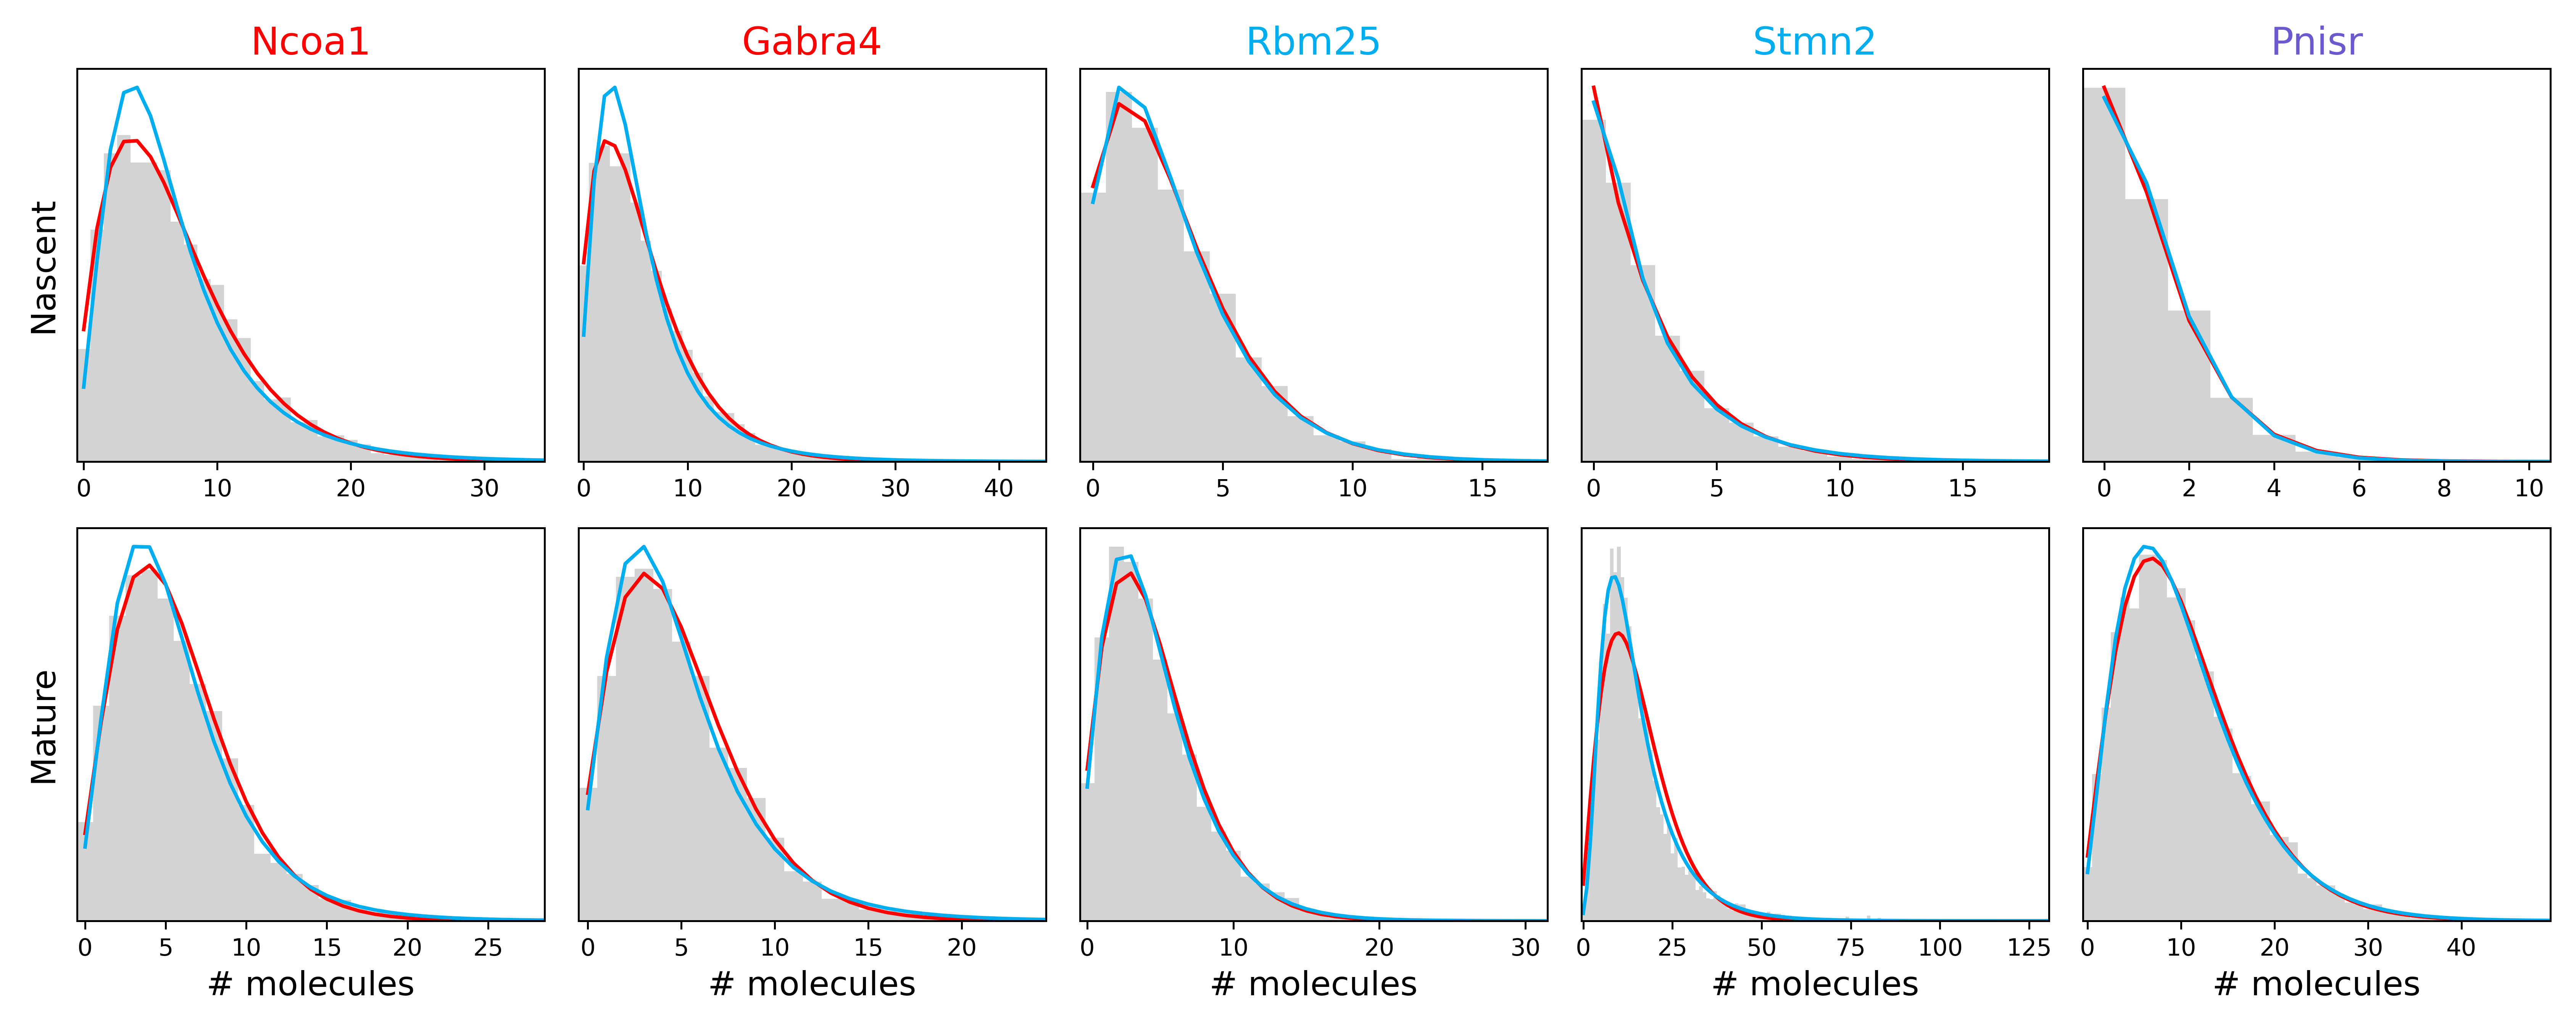 Ncoa1 Gabra4 Rbm25 Stmn2 Pnisr
Nascent
0 10 20 30 0 10 20 30 40 0 5 10 15 0 5 10 15 0 2 4 6 8 10
Mature
0 5 10 15 20 25 0 5 10 15 20 0 10 20 30 0 25 50 75 100 125 0 10 20 30 40
# molecules # molecules # molecules # molecules # molecules